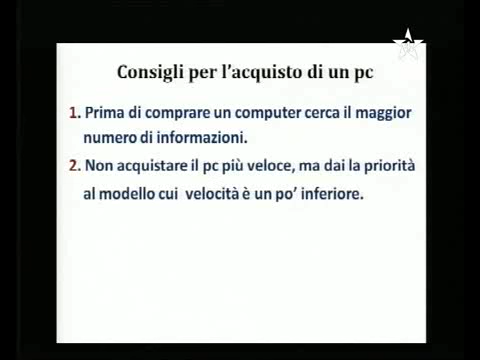 Consigli per l'acquisto di un pc
1. Prima di comprare un computer cerca il maggior
numero di informazioni.
2. Non acquistare il pc più veloce, ma dai la priorità
al modello cui velocità è un po' inferiore.